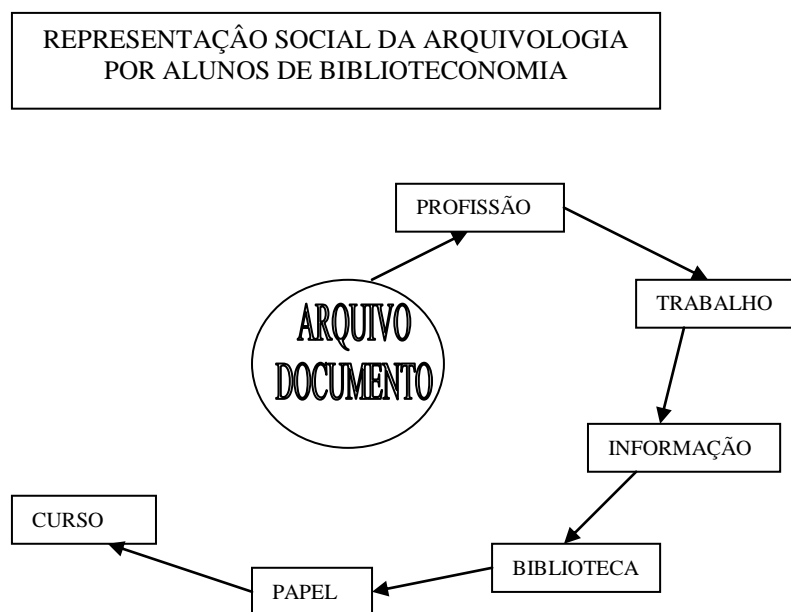 REPRESENTAÇÂO SOCIAL DA ARQUIVOLOGIA
POR ALUNOS DE BIBLIOTECONOMIA
PROFISSÃO
ARQUIVO
DOCUMENTO
TRABALHO
INFORMAÇÃO
BIBLIOTECA
PAPEL
CURSO